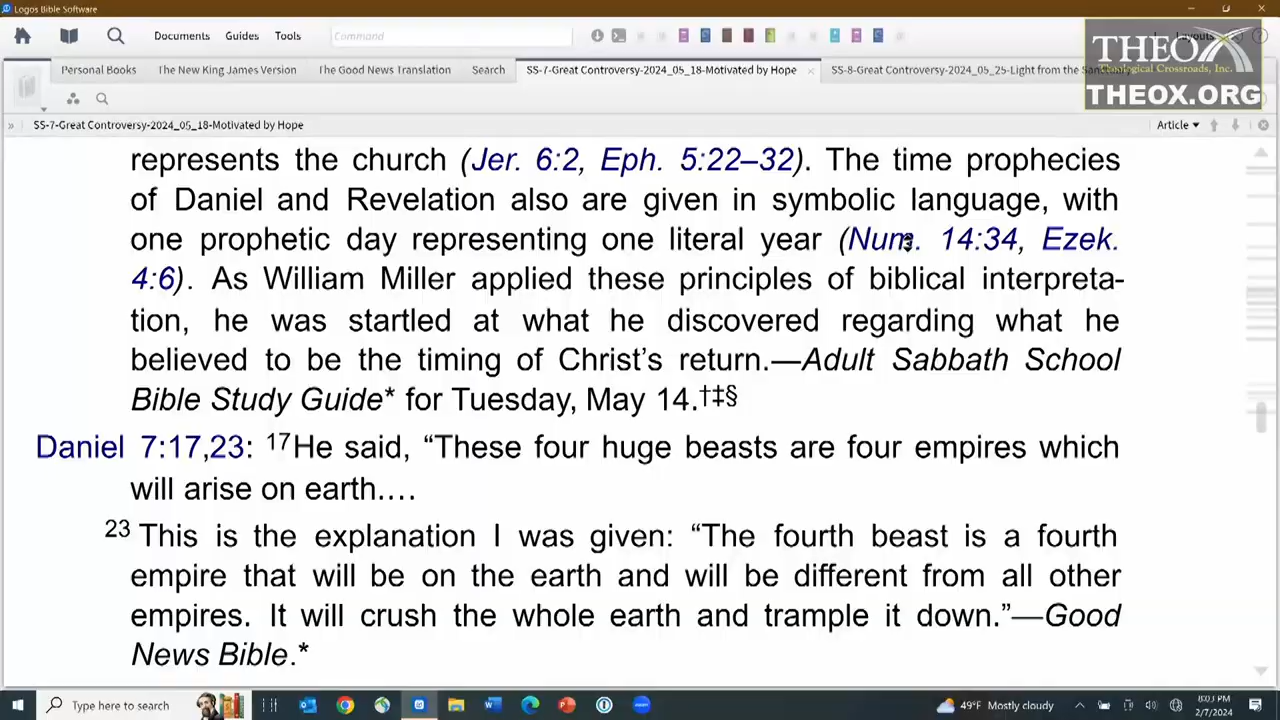 Logos Bible Software
Documents Guides Tools Command Layouts
THEOX
Theological Crossroads, Inc.
THEOX.ORG
Personal Books The New King James Version The Good News Tra Search SS-7-Great Controversy-2024_05_18-Motivated by Hope SS-8-Great Controversy-2024_05_25-Light from the
SS-7-Great Controversy-2024_05_18-Motivated by Hope Article
represents the church (Jer. 6:2, Eph. 5:22–32). The time prophecies
of Daniel and Revelation also are given in symbolic language, with
one prophetic day representing one literal year (Num. 14:34, Ezek.
4:6). As William Miller applied these principles of biblical interpreta-
tion, he was startled at what he discovered regarding what he
believed to be the timing of Christ's return.—Adult Sabbath School
Bible Study Guide* for Tuesday, May 14.†‡§
Daniel 7:17,23: 17He said, “These four huge beasts are four empires which
will arise on earth.…
23 This is the explanation I was given: “The fourth beast is a fourth
empire that will be on the earth and will be different from all other
empires. It will crush the whole earth and trample it down.”—Good
News Bible.*
Type here to search 49°F Mostly cloudy 8:03 PM
2/7/2024